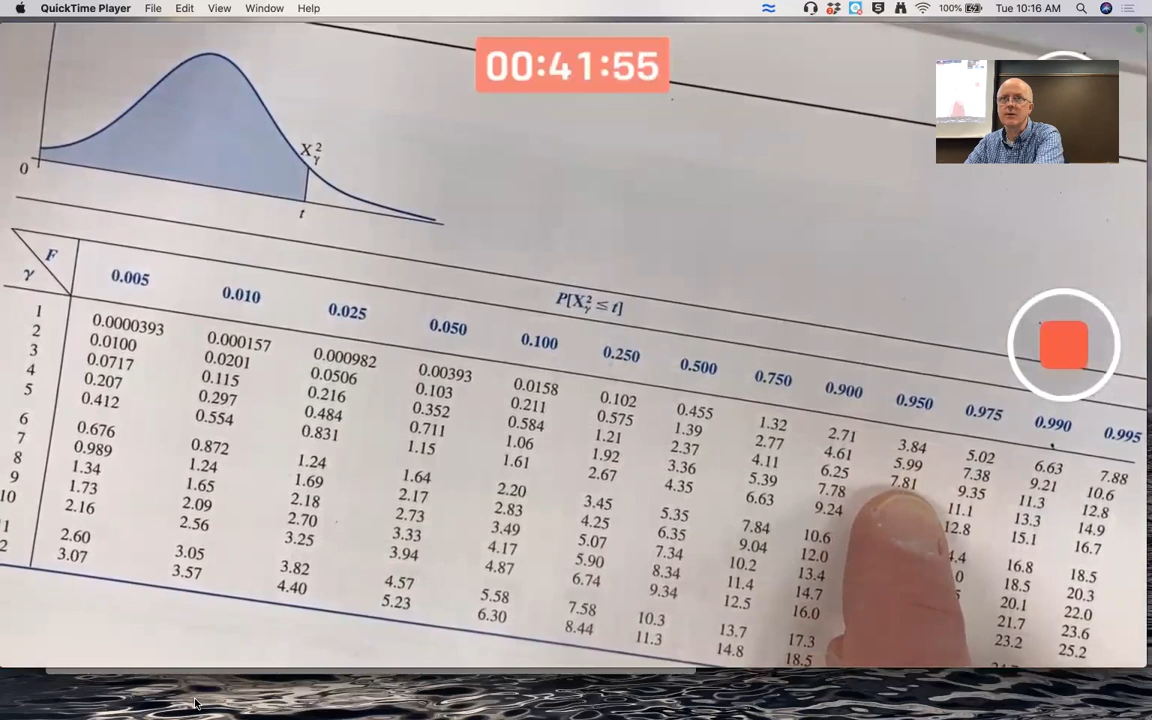 QuickTime Player File Edit View Window Help 100% Tue 10:16 AM
00:41:55
X²γ
0
t
F
γ
P[X²γ ≤ t]
0.005 0.010 0.025 0.050 0.100 0.250 0.500 0.750 0.900 0.950 0.975 0.990 0.995
1 0.0000393 0.000157 0.000982 0.00393 0.0158 0.102 0.455 1.32 2.71 3.84 5.02 6.63 7.88
2 0.0100 0.0201 0.0506 0.103 0.211 0.575 1.39 2.77 4.61 5.99 7.38 9.21 10.6
3 0.0717 0.115 0.216 0.352 0.584 1.21 2.37 4.11 6.25 7.81 9.35 11.3 12.8
4 0.207 0.297 0.484 0.711 1.06 1.92 3.36 5.39 7.78 11.1 13.3 14.9
5 0.412 0.554 0.831 1.15 1.61 2.67 4.35 6.63 9.24 12.8 15.1 16.7
6 0.676 0.872 1.24 1.64 2.20 3.45 5.35 7.84 10.6 4.4 16.8 18.5
7 0.989 1.24 1.69 2.17 2.83 4.25 6.35 9.04 12.0 0 18.5 20.3
8 1.34 1.65 2.18 2.73 3.49 5.07 7.34 10.2 13.4 20.1 22.0
9 1.73 2.09 2.70 3.33 4.17 5.90 8.34 11.4 14.7 21.7 23.6
10 2.16 2.56 3.25 3.94 4.87 6.74 9.34 12.5 16.0 23.2 25.2
1 2.60 3.05 3.82 4.57 5.58 7.58 10.3 13.7 17.3
2 3.07 3.57 4.40 5.23 6.30 8.44 11.3 14.8 18.5